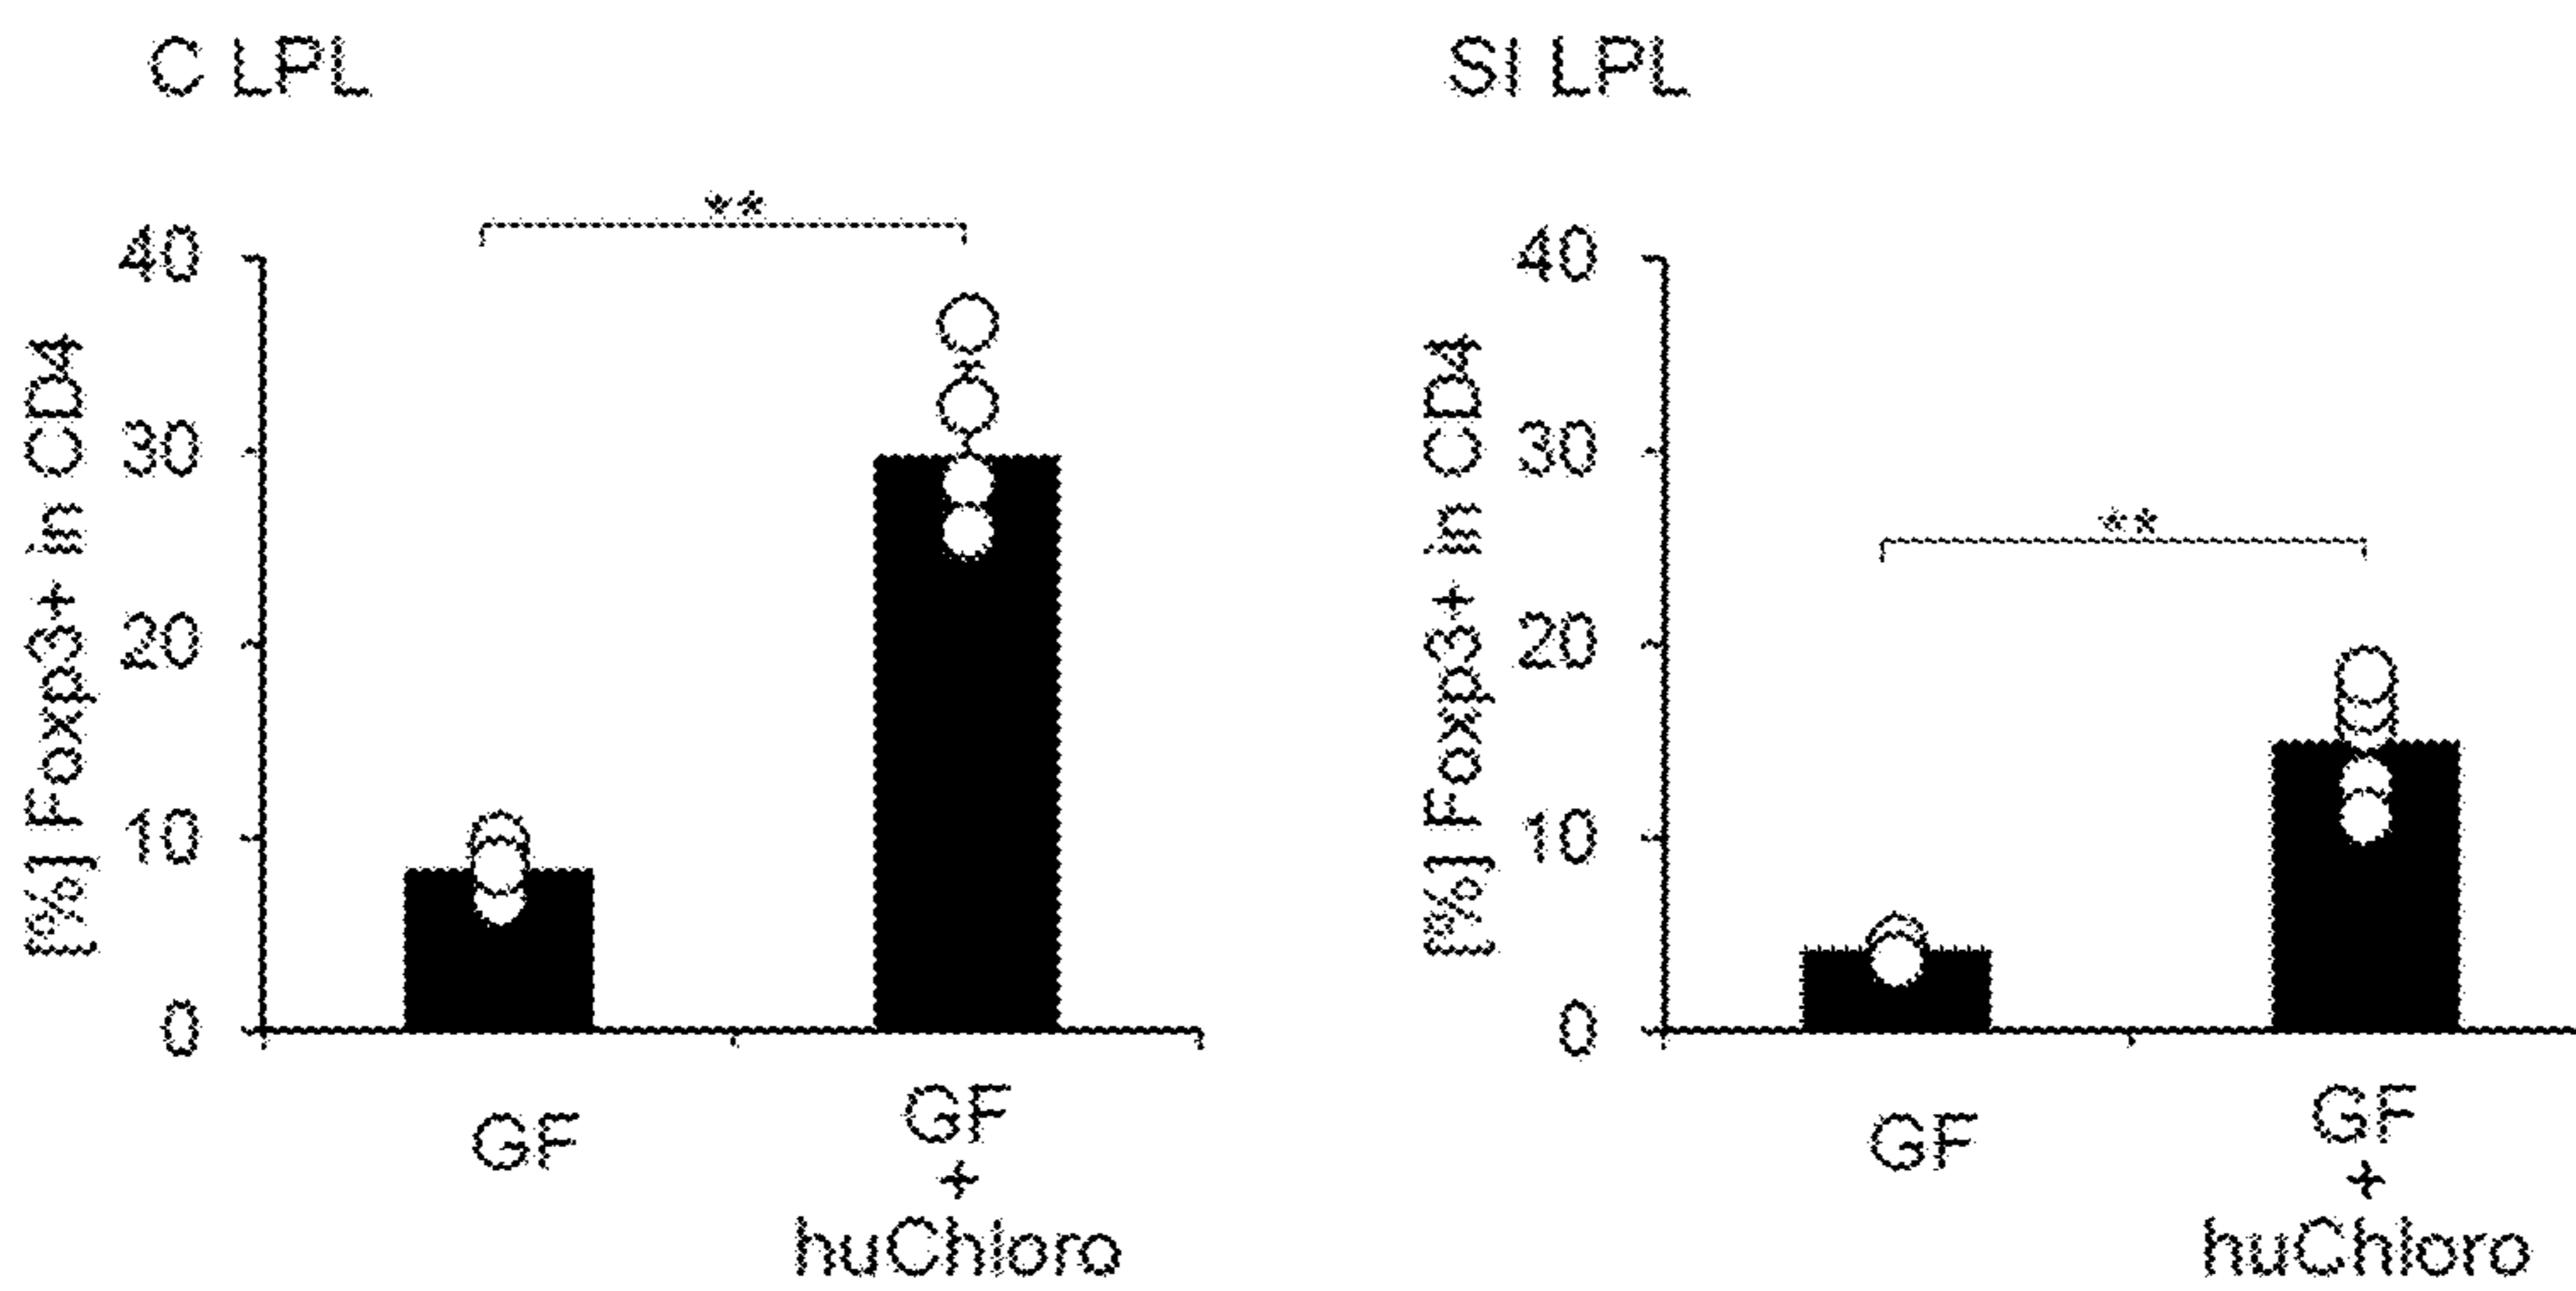 C LPL
**
40
30
20
10
0
[%] Foxp3+ in CD4
GF
GF
+
huChloro
SI LPL
**
40
30
20
10
0
[%] Foxp3+ in CD4
GF
GF
+
huChloro